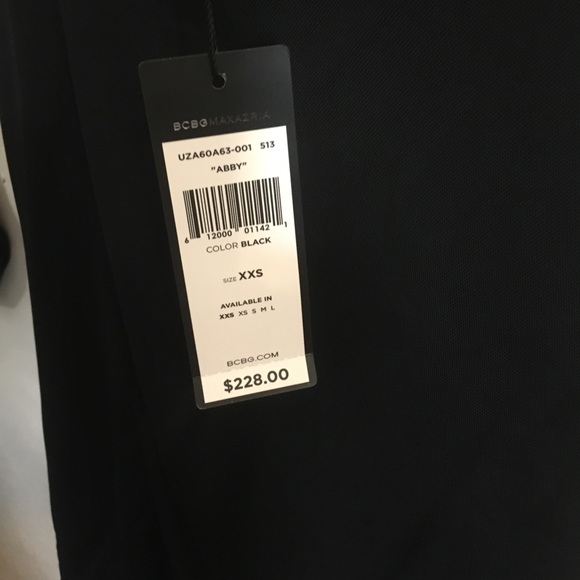 BCBGMAXAZRIA
UZA60A63-001 513
"ABBY"
6 12000 01142 1
COLOR BLACK
SIZE XXS
AVAILABLE IN
XXS XS S M L
BCBG.COM
$228.00